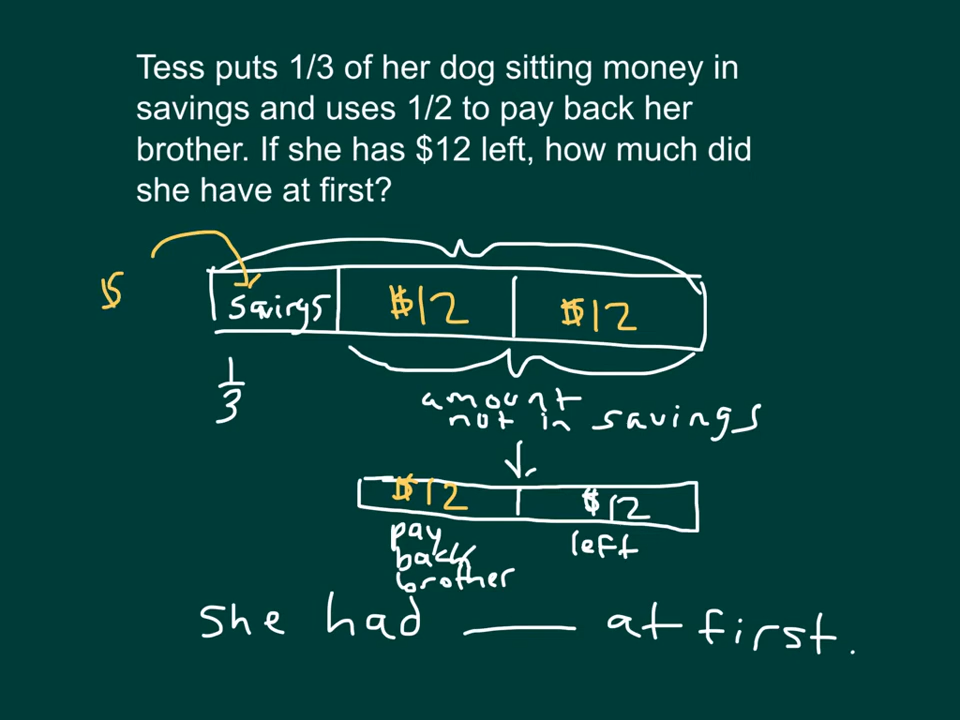 Tess puts 1/3 of her dog sitting money in
savings and uses 1/2 to pay back her
brother. If she has $12 left, how much did
she have at first?
savings $12 $12
1/3
amount
not in savings
$12 $12
pay
back
brother
left
She had ___ at first.